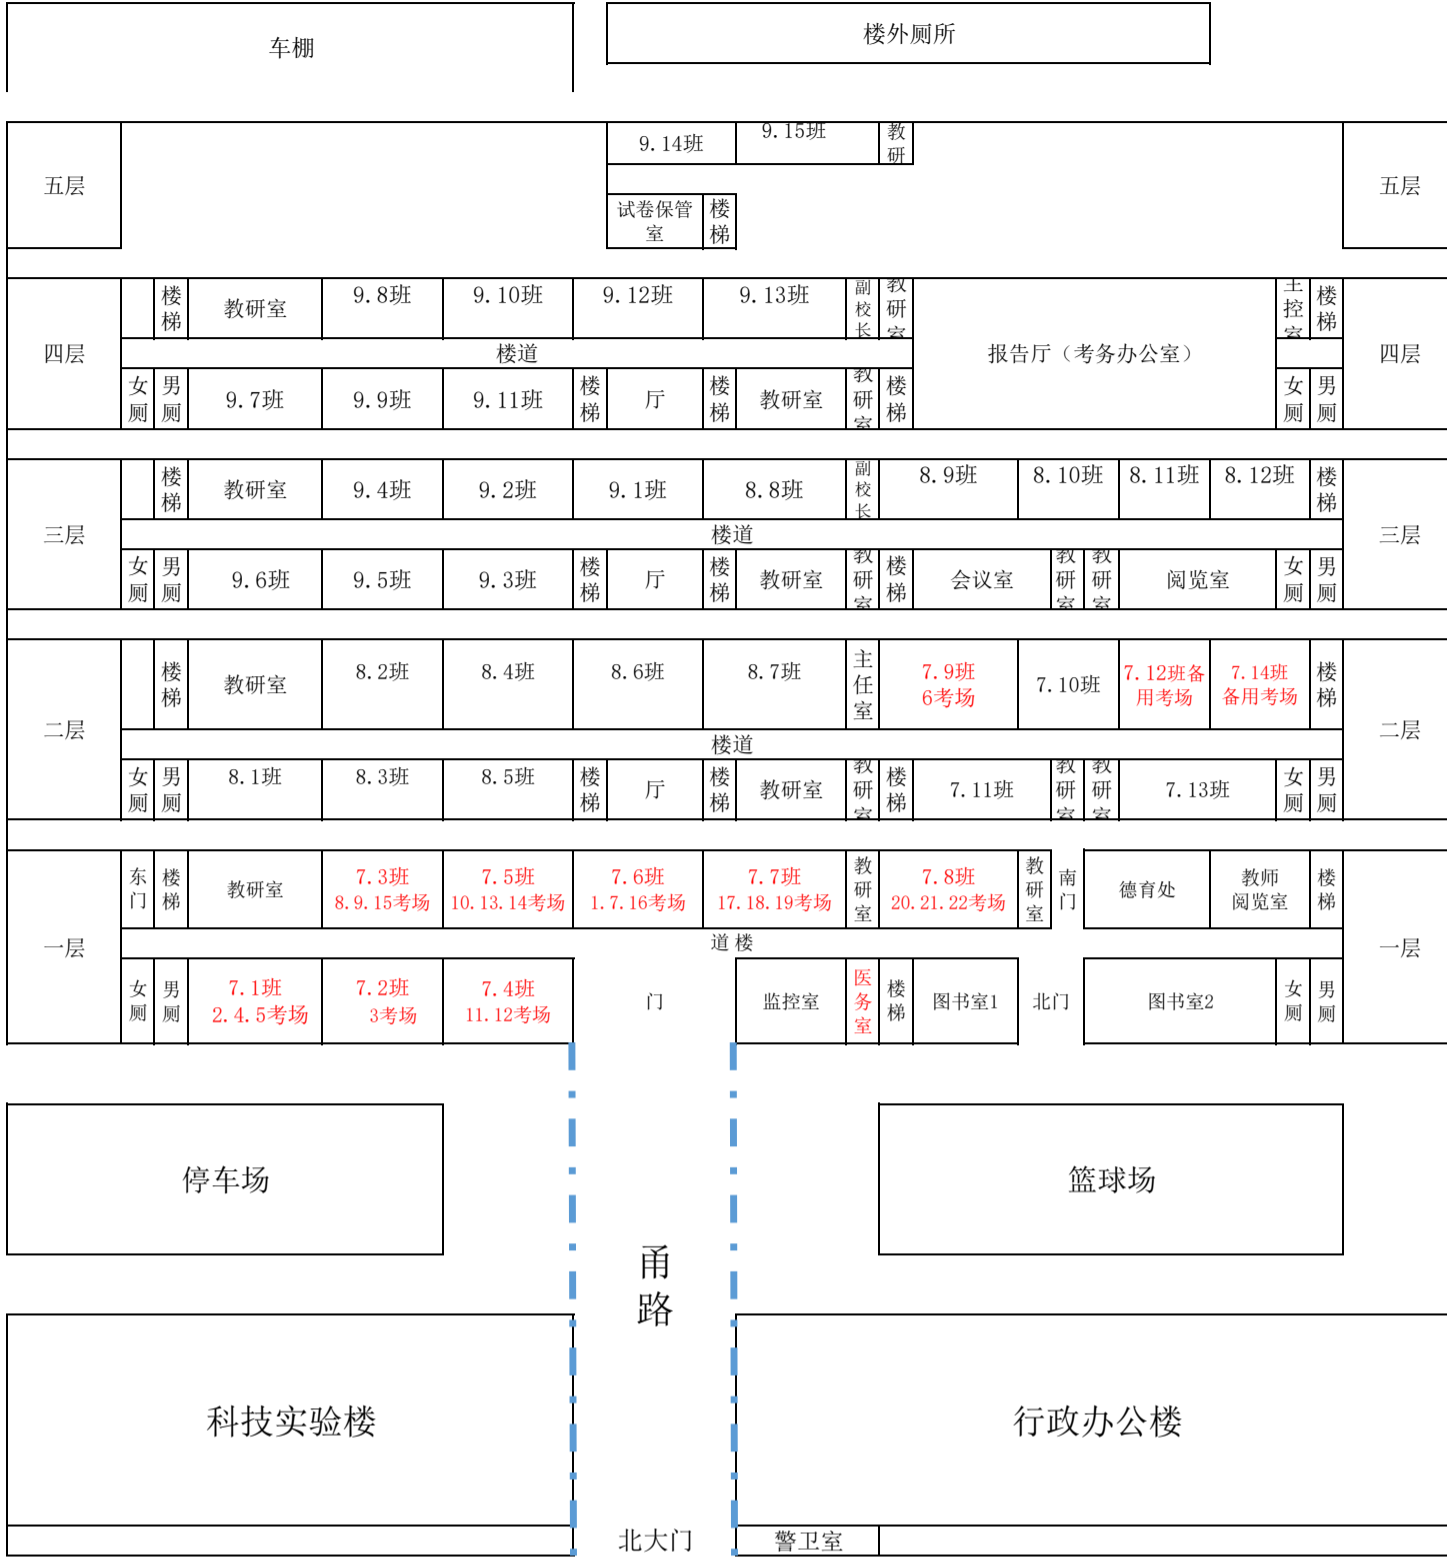 车棚
楼外厕所
五层
9.14班
9.15班
教
研
五层
试卷保管
室
楼
梯
四层
楼
梯
教研室
9.8班
9.10班
9.12班
9.13班
副
校
长
教
研
室
报告厅（考务办公室）
主
控
室
楼
梯
四层
楼道
女
厕
男
厕
9.7班
9.9班
9.11班
楼
梯
厅
楼
梯
教研室
教
研
室
楼
梯
女
厕
男
厕
三层
楼
梯
教研室
9.4班
9.2班
9.1班
8.8班
副
校
长
8.9班
8.10班
8.11班
8.12班
楼
梯
三层
楼道
女
厕
男
厕
9.6班
9.5班
9.3班
楼
梯
厅
楼
梯
教研室
教
研
室
楼
梯
会议室
教
研
室
教
研
室
阅览室
女
厕
男
厕
二层
楼
梯
教研室
8.2班
8.4班
8.6班
8.7班
主
任
室
7.9班
6考场
7.10班
7.12班备
用考场
7.14班
备用考场
楼
梯
二层
楼道
女
厕
男
厕
8.1班
8.3班
8.5班
楼
梯
厅
楼
梯
教研室
教
研
室
楼
梯
7.11班
教
研
室
教
研
室
7.13班
女
厕
男
厕
一层
东
门
楼
梯
教研室
7.3班
8.9.15考场
7.5班
10.13.14考场
7.6班
1.7.16考场
7.7班
17.18.19考场
教
研
室
7.8班
20.21.22考场
教
研
室
南
门
德育处
教师
阅览室
楼
梯
一层
道楼
女
厕
男
厕
7.1班
2.4.5考场
7.2班
3考场
7.4班
11.12考场
门
监控室
医
务
室
楼
梯
图书室1
北门
图书室2
女
厕
男
厕
停车场
篮球场
甬
路
科技实验楼
行政办公楼
北大门
警卫室